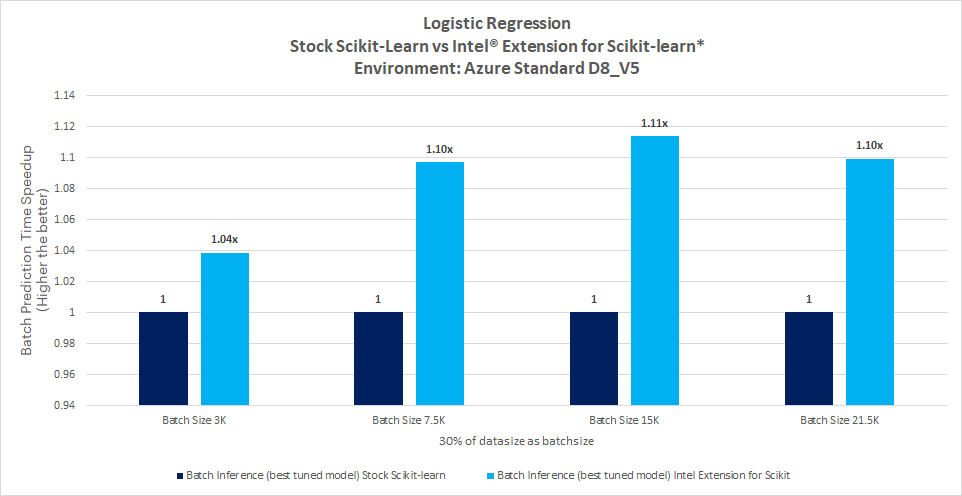 Logistic Regression
Stock Scikit-Learn vs Intel® Extension for Scikit-learn*
Environment: Azure Standard D8_V5
Batch Prediction Time Speedup
(Higher the better)
1.14
1.12
1.1
1.08
1.06
1.04
1.02
1
0.98
0.96
0.94
1
1.04x
1
1.10x
1
1.11x
1
1.10x
Batch Size 3K
Batch Size 7.5K
Batch Size 15K
Batch Size 21.5K
30% of datasize as batchsize
Batch Inference (best tuned model) Stock Scikit-learn
Batch Inference (best tuned model) Intel Extension for Scikit